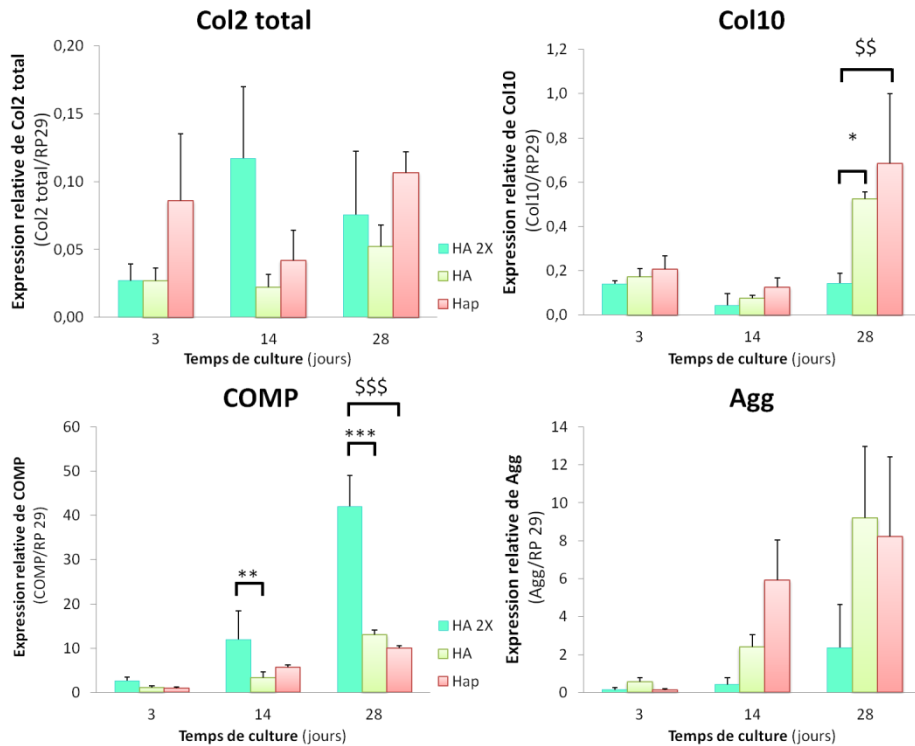 Col2 total
Expression relative de Col2 total
(Col2 total/RP29)
0,20
0,15
0,10
0,05
0,00
3
14
28
Temps de culture (jours)
HA 2X
HA
Hap
Col10
Expression relative de Col10
(Col10/RP29)
1,2
1,0
0,8
0,6
0,4
0,2
0,0
$$
*
3
14
28
Temps de culture (jours)
COMP
Expression relative de COMP
(COMP/RP 29)
60
50
40
30
20
10
0
**
$$$
***
3
14
28
Temps de culture (jours)
HA 2X
HA
Hap
Agg
Expression relative de Agg
(Agg/RP 29)
14
12
10
8
6
4
2
0
3
14
28
Temps de culture (jours)